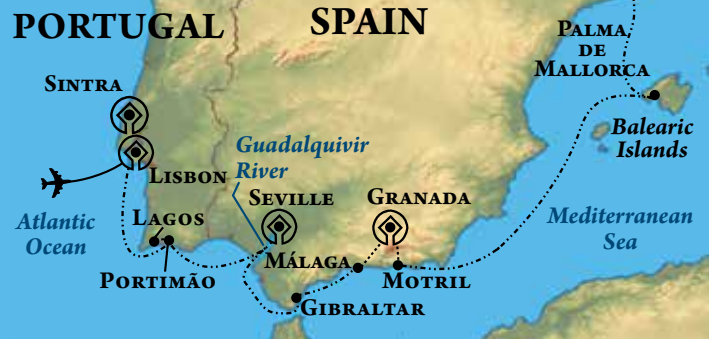 PORTUGAL
SPAIN
PALMA
DE
MALLORCA
SINTRA
Balearic
Islands
Guadalquivir
River
LISBON
SEVILLE
GRANADA
Atlantic
Ocean
LAGOS
Mediterranean
Sea
MÁLAGA
PORTIMÃO
MOTRIL
GIBRALTAR